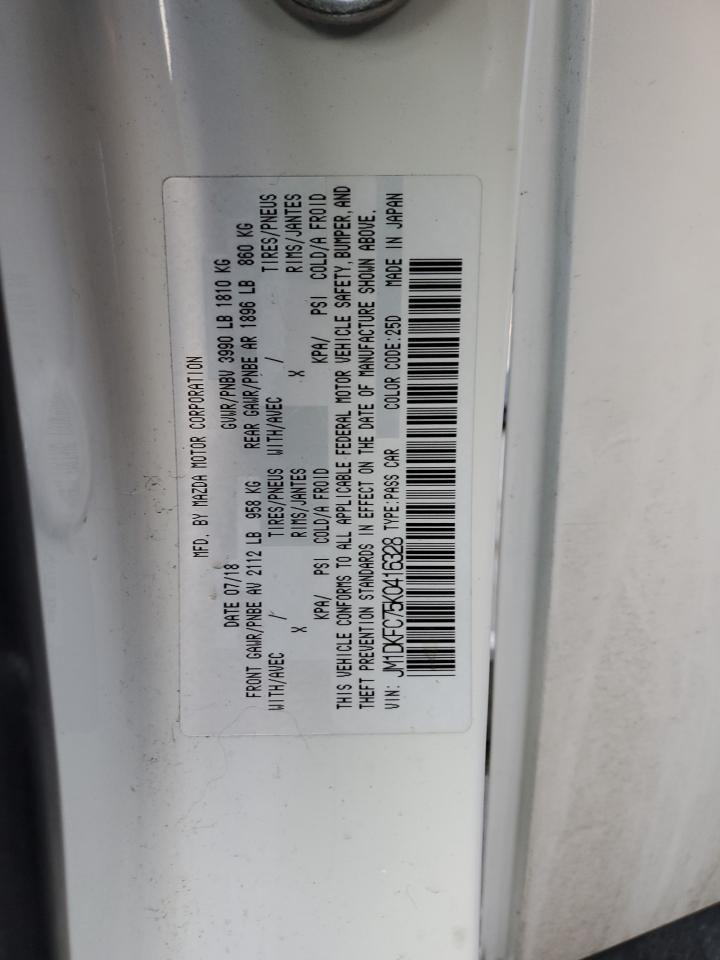 MFD. BY MAZDA MOTOR CORPORATION
DATE 07/18 GVWR/PNBV 3990 LB 1810 KG
FRONT GAWR/PNBE AV 2112 LB 958 KG REAR GAWR/PNBE AR 1896 LB 860 KG
WITH/AVEC / TIRES/PNEUS WITH/AVEC / TIRES/PNEUS
X RIMS/JANTES X RIMS/JANTES
KPA/ PSI COLD/A FROID KPA/ PSI COLD/A FROID
THIS VEHICLE CONFORMS TO ALL APPLICABLE FEDERAL MOTOR VEHICLE SAFETY, BUMPER, AND
THEFT PREVENTION STANDARDS IN EFFECT ON THE DATE OF MANUFACTURE SHOWN ABOVE.
VIN: JM1DKFC75K0416328 TYPE:PASS CAR COLOR CODE:25D MADE IN JAPAN